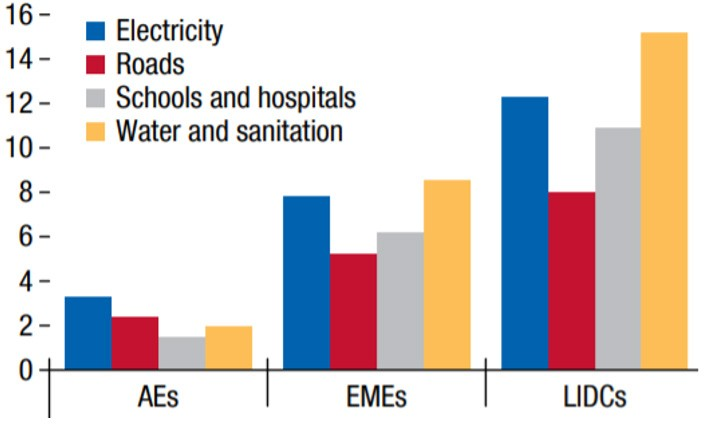 16
14
12
10
8
6
4
2
0
Electricity
Roads
Schools and hospitals
Water and sanitation
AEs EMEs LIDCs